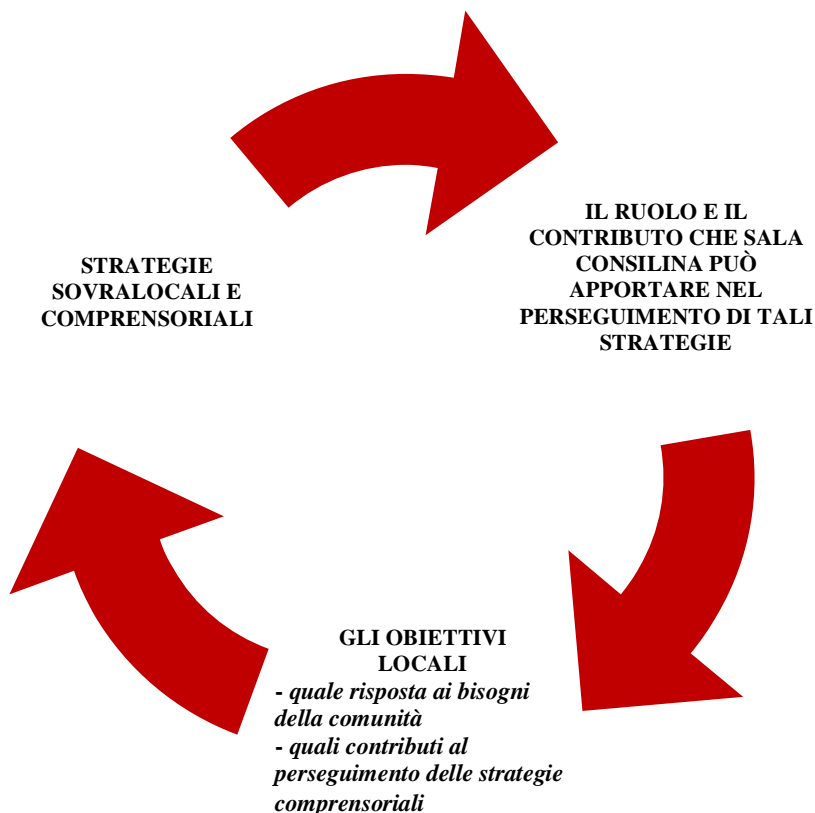 STRATEGIE
SOVRALOCALI E
COMPRENSORIALI
IL RUOLO E IL
CONTRIBUTO CHE SALA
CONSILINA PUÒ
APPORTARE NEL
PERSEGUIMENTO DI TALI
STRATEGIE
GLI OBIETTIVI
LOCALI
- quale risposta ai bisogni
della comunità
- quali contributi al
perseguimento delle strategie
comprensoriali